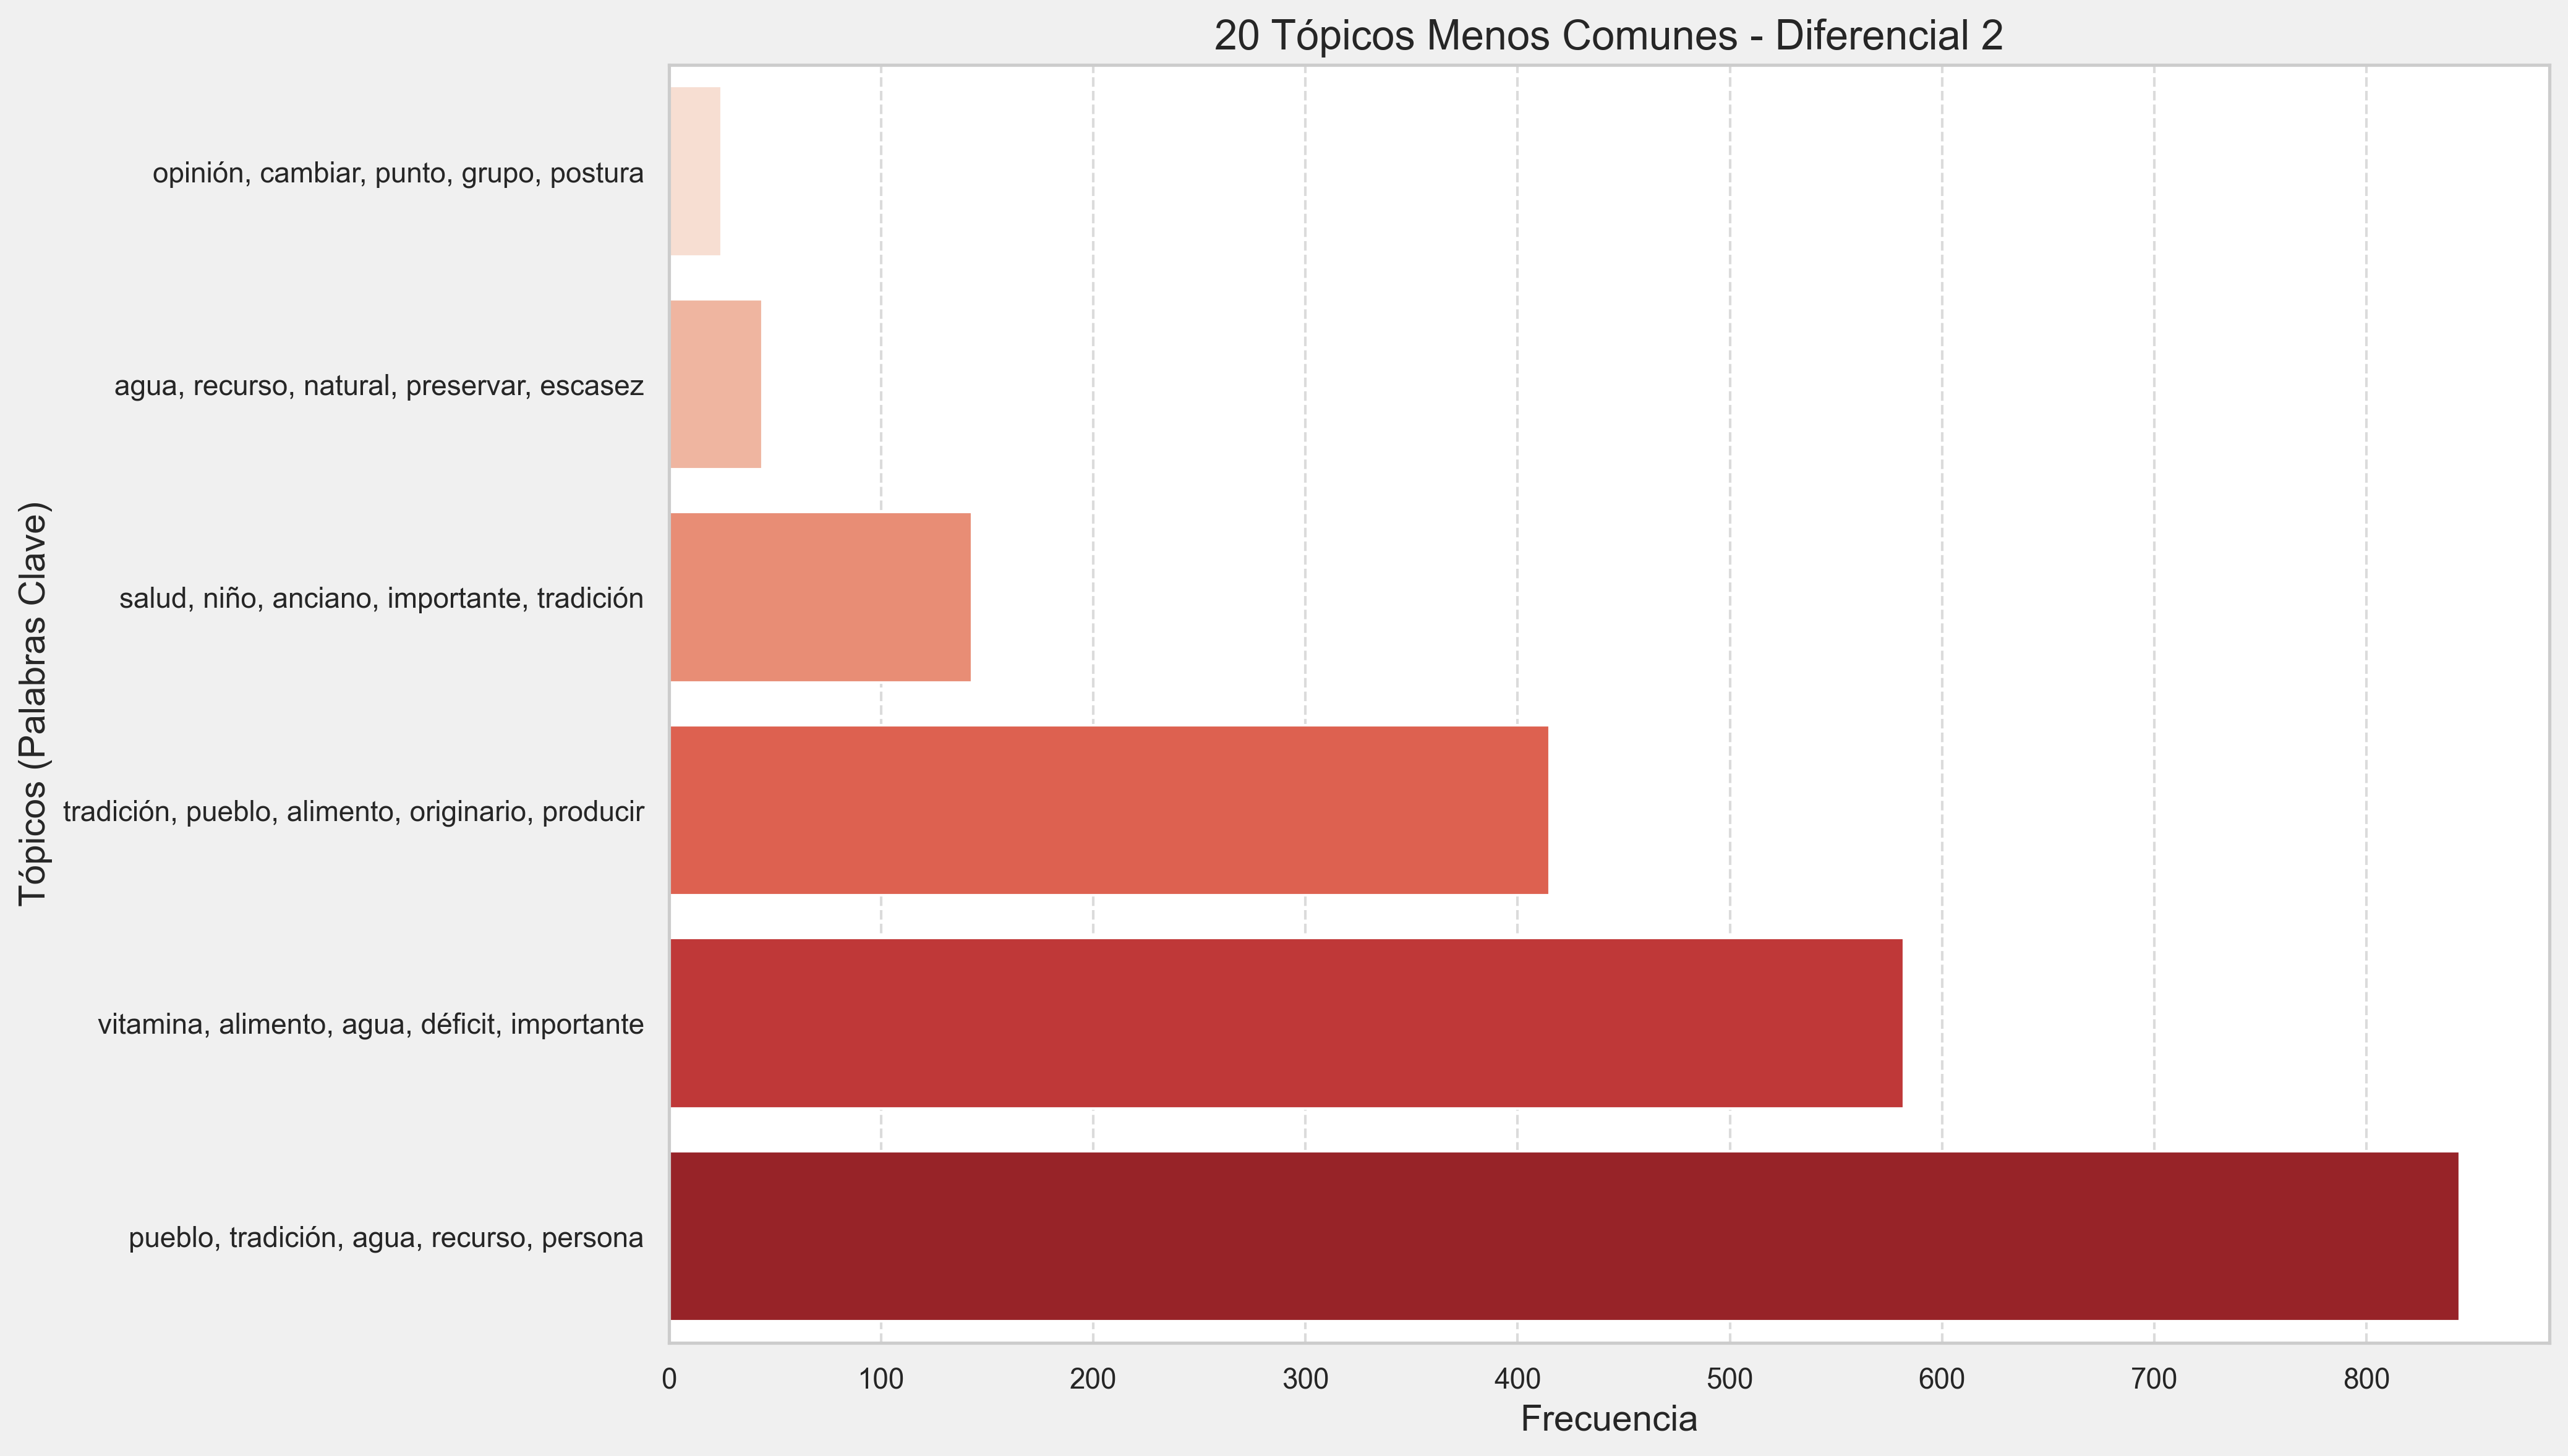 20 Tópicos Menos Comunes - Diferencial 2
Tópicos (Palabras Clave)
opinión, cambiar, punto, grupo, postura
agua, recurso, natural, preservar, escasez
salud, niño, anciano, importante, tradición
tradición, pueblo, alimento, originario, producir
vitamina, alimento, agua, déficit, importante
pueblo, tradición, agua, recurso, persona
0 100 200 300 400 500 600 700 800
Frecuencia